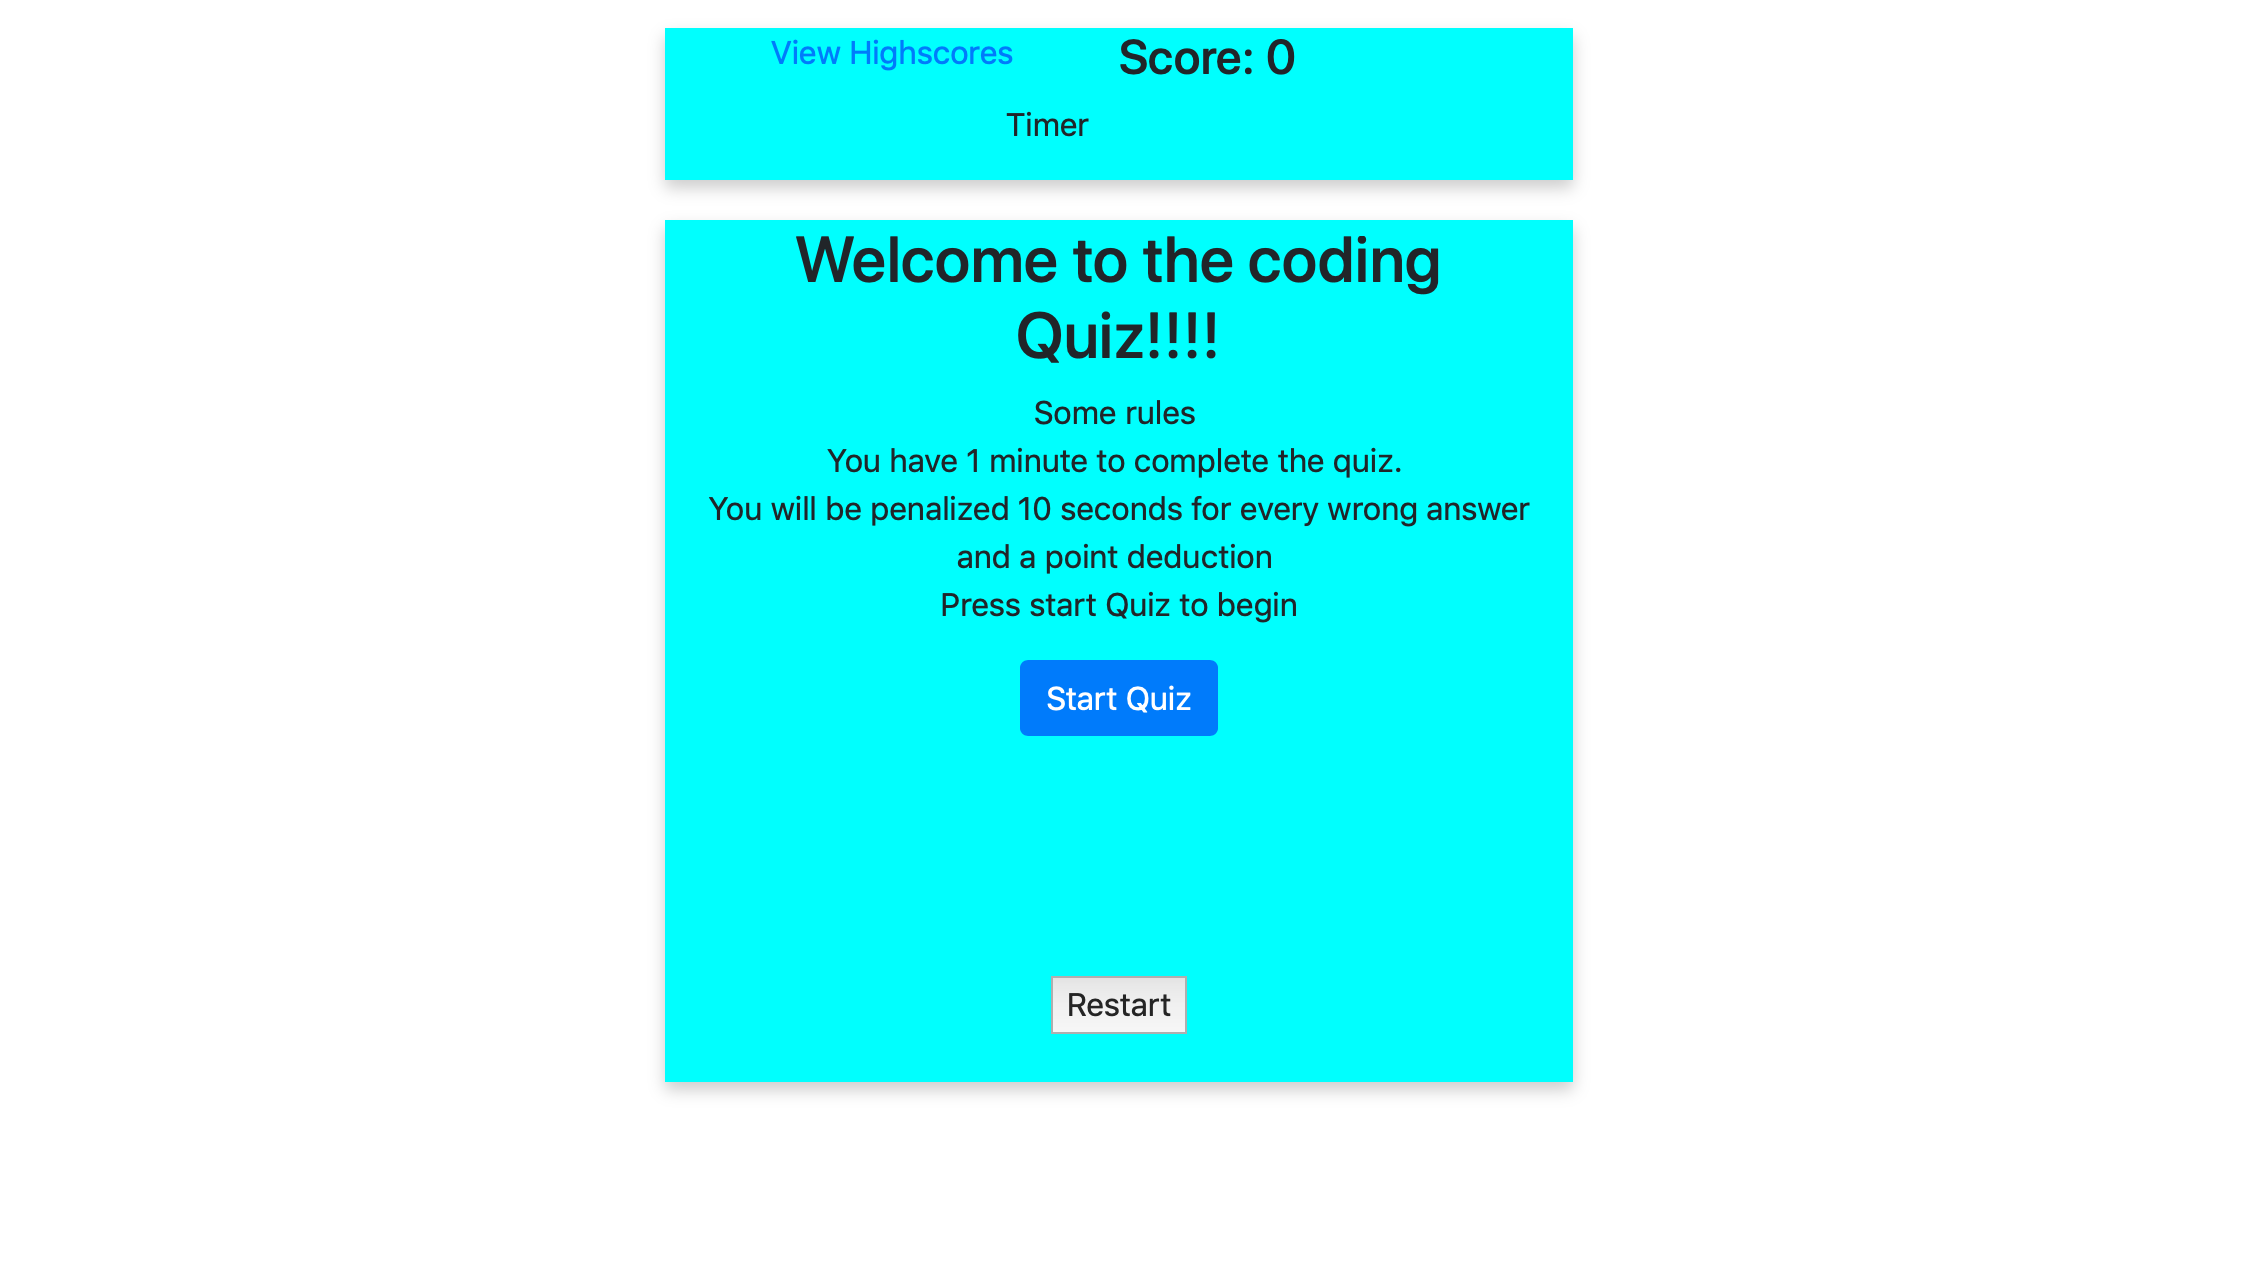 View Highscores
Score: 0
Timer
Welcome to the coding
Quiz!!!!
Some rules
You have 1 minute to complete the quiz.
You will be penalized 10 seconds for every wrong answer
and a point deduction
Press start Quiz to begin
Start Quiz
Restart